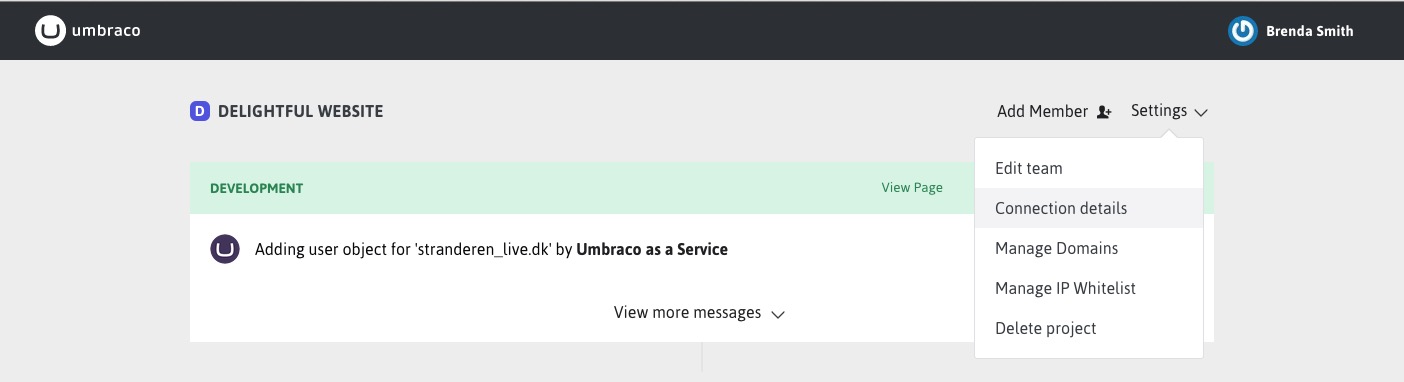 umbraco
Brenda Smith
D DELIGHTFUL WEBSITE
Add Member
Settings
DEVELOPMENT
View Page
Adding user object for 'stranderen_live.dk' by Umbraco as a Service
View more messages
Edit team
Connection details
Manage Domains
Manage IP Whitelist
Delete project